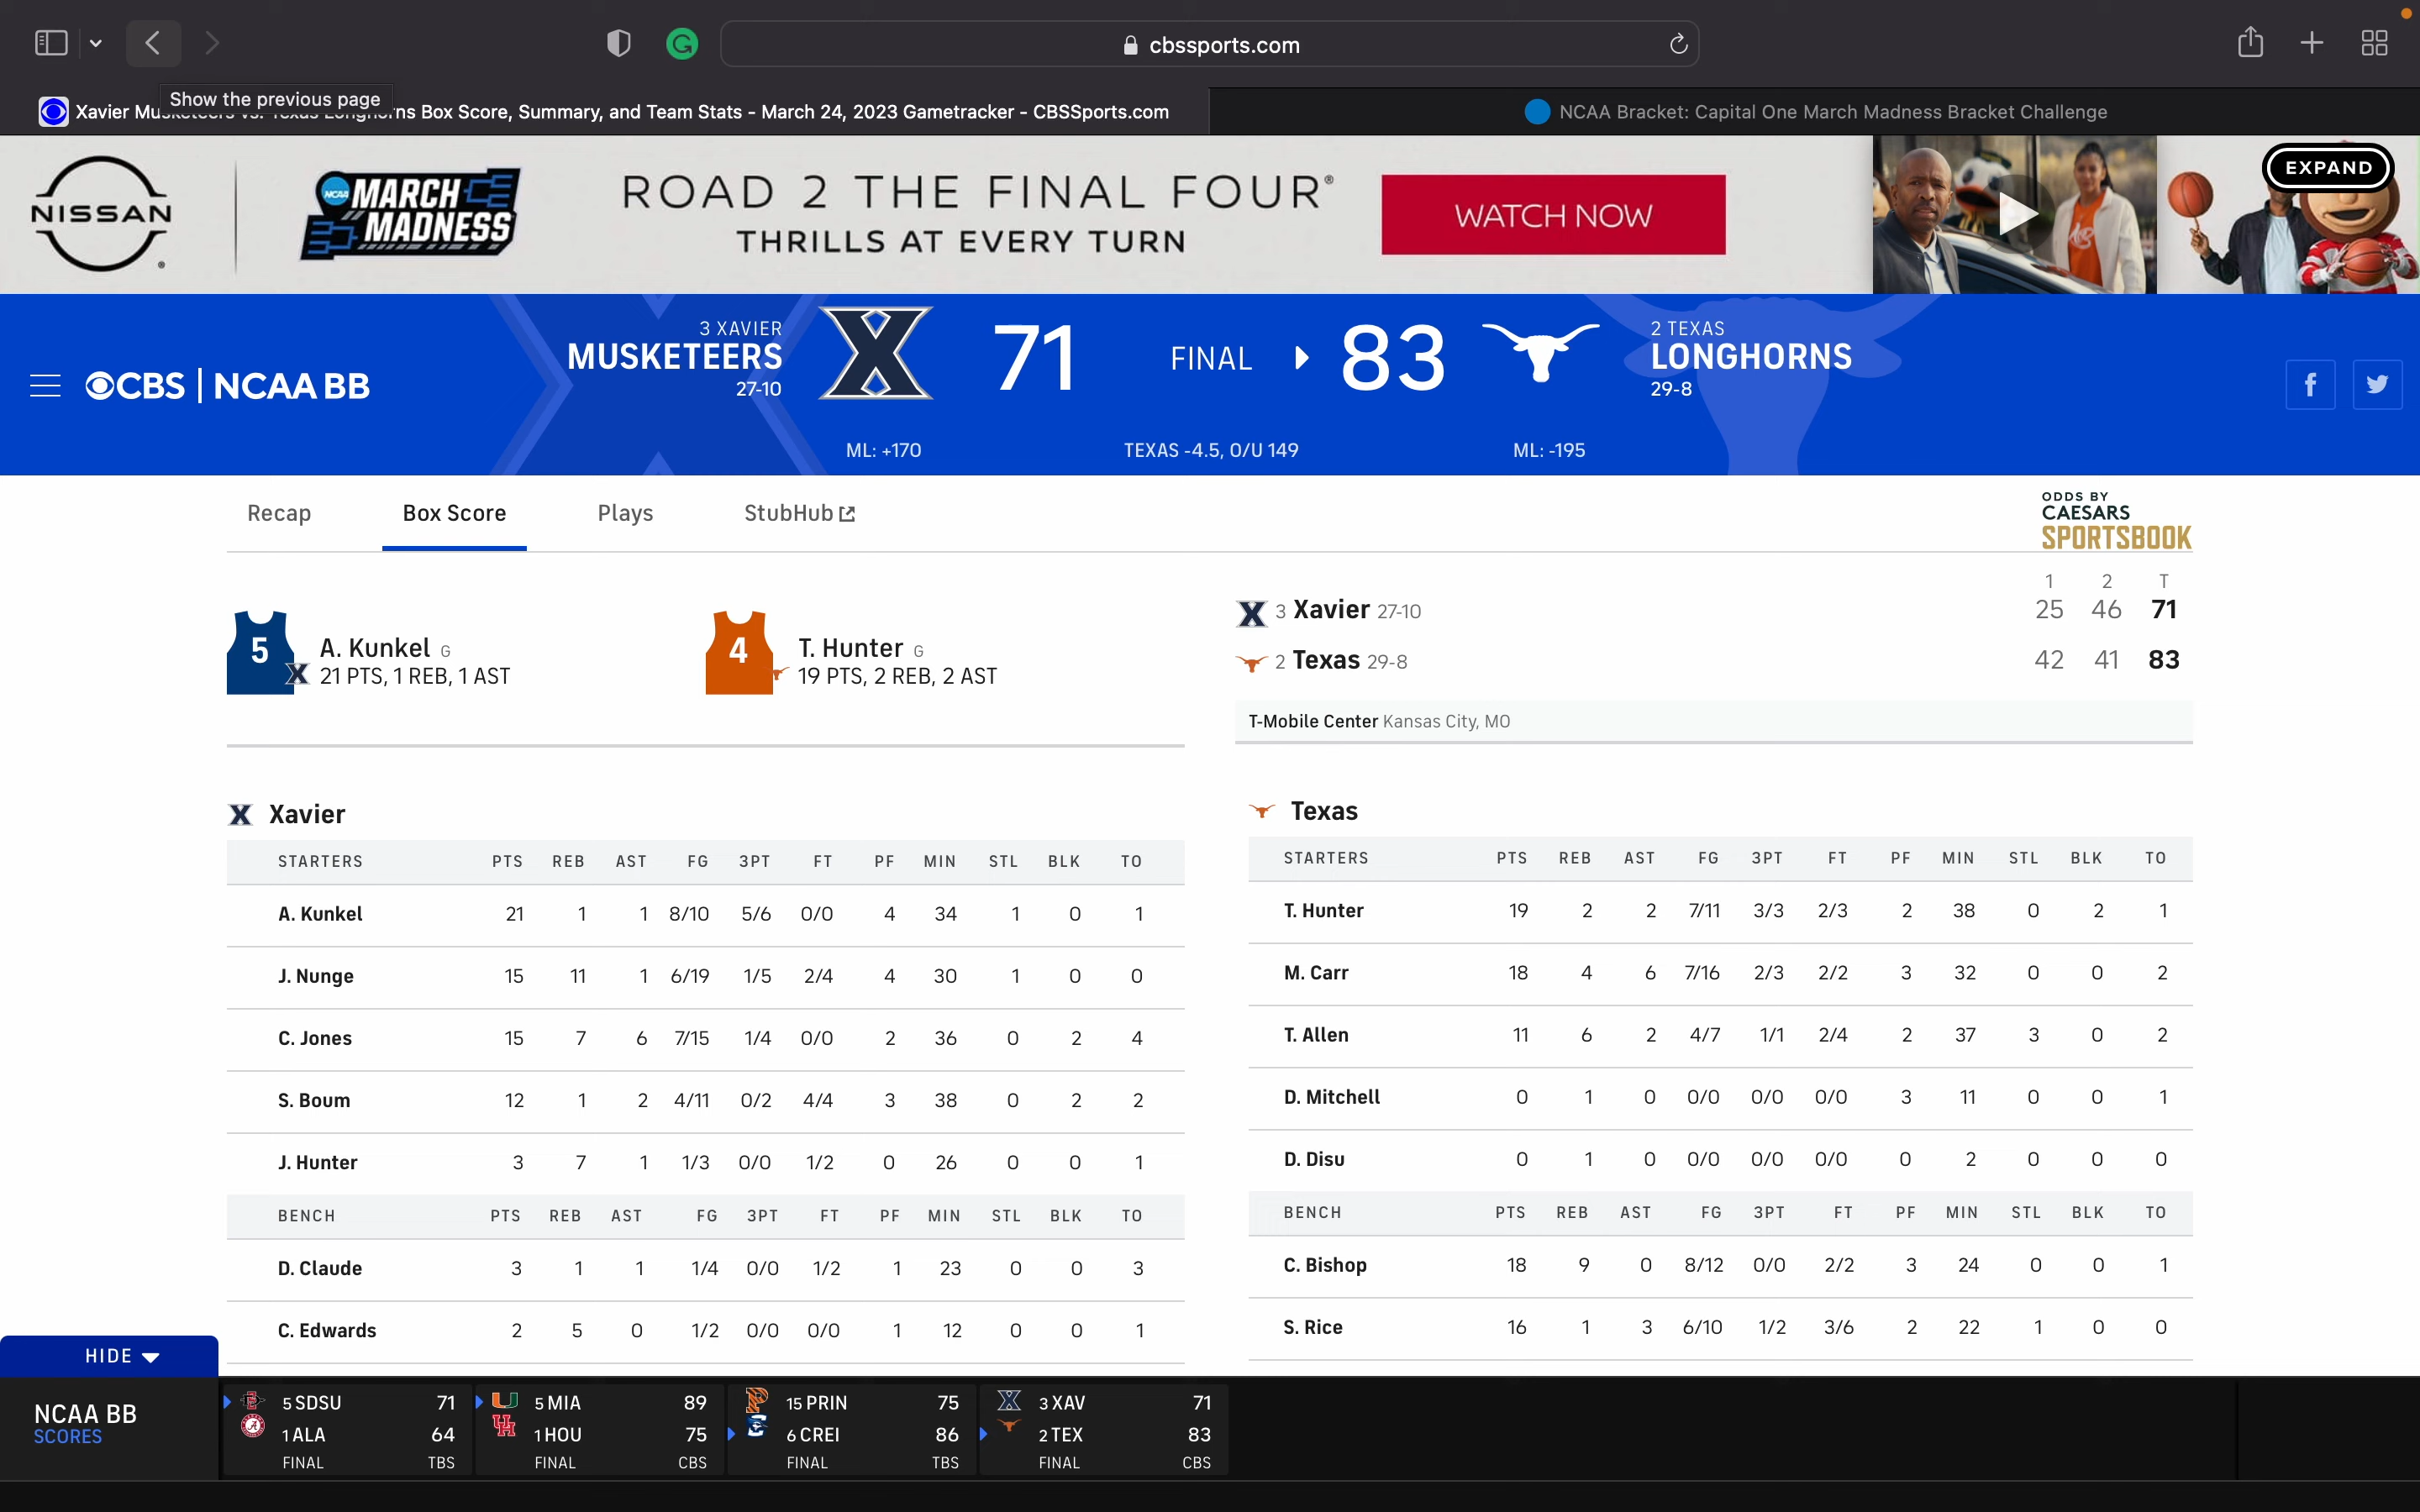 cbssports.com
Show the previous page
Xavier Musketeers vs. Texas Longhorns Box Score, Summary, and Team Stats - March 24, 2023 Gametracker - CBSSports.com
NCAA Bracket: Capital One March Madness Bracket Challenge
NISSAN
NCAA
MARCH
MADNESS
ROAD 2 THE FINAL FOUR®
THRILLS AT EVERY TURN
WATCH NOW
EXPAND
CBS | NCAA BB
3 XAVIER
MUSKETEERS
27-10
X
71
FINAL
83
2 TEXAS
LONGHORNS
29-8
ML: +170
TEXAS -4.5, O/U 149
ML: -195
Recap Box Score Plays StubHub
ODDS BY
CAESARS
SPORTSBOOK
5
A. Kunkel G
21 PTS, 1 REB, 1 AST
4
T. Hunter G
19 PTS, 2 REB, 2 AST
1 2 T
3 Xavier 27-10 25 46 71
2 Texas 29-8 42 41 83
T-Mobile Center Kansas City, MO
Xavier
STARTERS PTS REB AST FG 3PT FT PF MIN STL BLK TO
A. Kunkel 21 1 1 8/10 5/6 0/0 4 34 1 0 1
J. Nunge 15 11 1 6/19 1/5 2/4 4 30 1 0 0
C. Jones 15 7 6 7/15 1/4 0/0 2 36 0 2 4
S. Boum 12 1 2 4/11 0/2 4/4 3 38 0 2 2
J. Hunter 3 7 1 1/3 0/0 1/2 0 26 0 0 1
BENCH PTS REB AST FG 3PT FT PF MIN STL BLK TO
D. Claude 3 1 1 1/4 0/0 1/2 1 23 0 0 3
C. Edwards 2 5 0 1/2 0/0 0/0 1 12 0 0 1
Texas
STARTERS PTS REB AST FG 3PT FT PF MIN STL BLK TO
T. Hunter 19 2 2 7/11 3/3 2/3 2 38 0 2 1
M. Carr 18 4 6 7/16 2/3 2/2 3 32 0 0 2
T. Allen 11 6 2 4/7 1/1 2/4 2 37 3 0 2
D. Mitchell 0 1 0 0/0 0/0 0/0 3 11 0 0 1
D. Disu 0 1 0 0/0 0/0 0/0 0 2 0 0 0
BENCH PTS REB AST FG 3PT FT PF MIN STL BLK TO
C. Bishop 18 9 0 8/12 0/0 2/2 3 24 0 0 1
S. Rice 16 1 3 6/10 1/2 3/6 2 22 1 0 0
HIDE
NCAA BB
SCORES
5 SDSU 71
1 ALA 64
FINAL TBS
5 MIA 89
1 HOU 75
FINAL CBS
15 PRIN 75
6 CREI 86
FINAL TBS
3 XAV 71
2 TEX 83
FINAL CBS